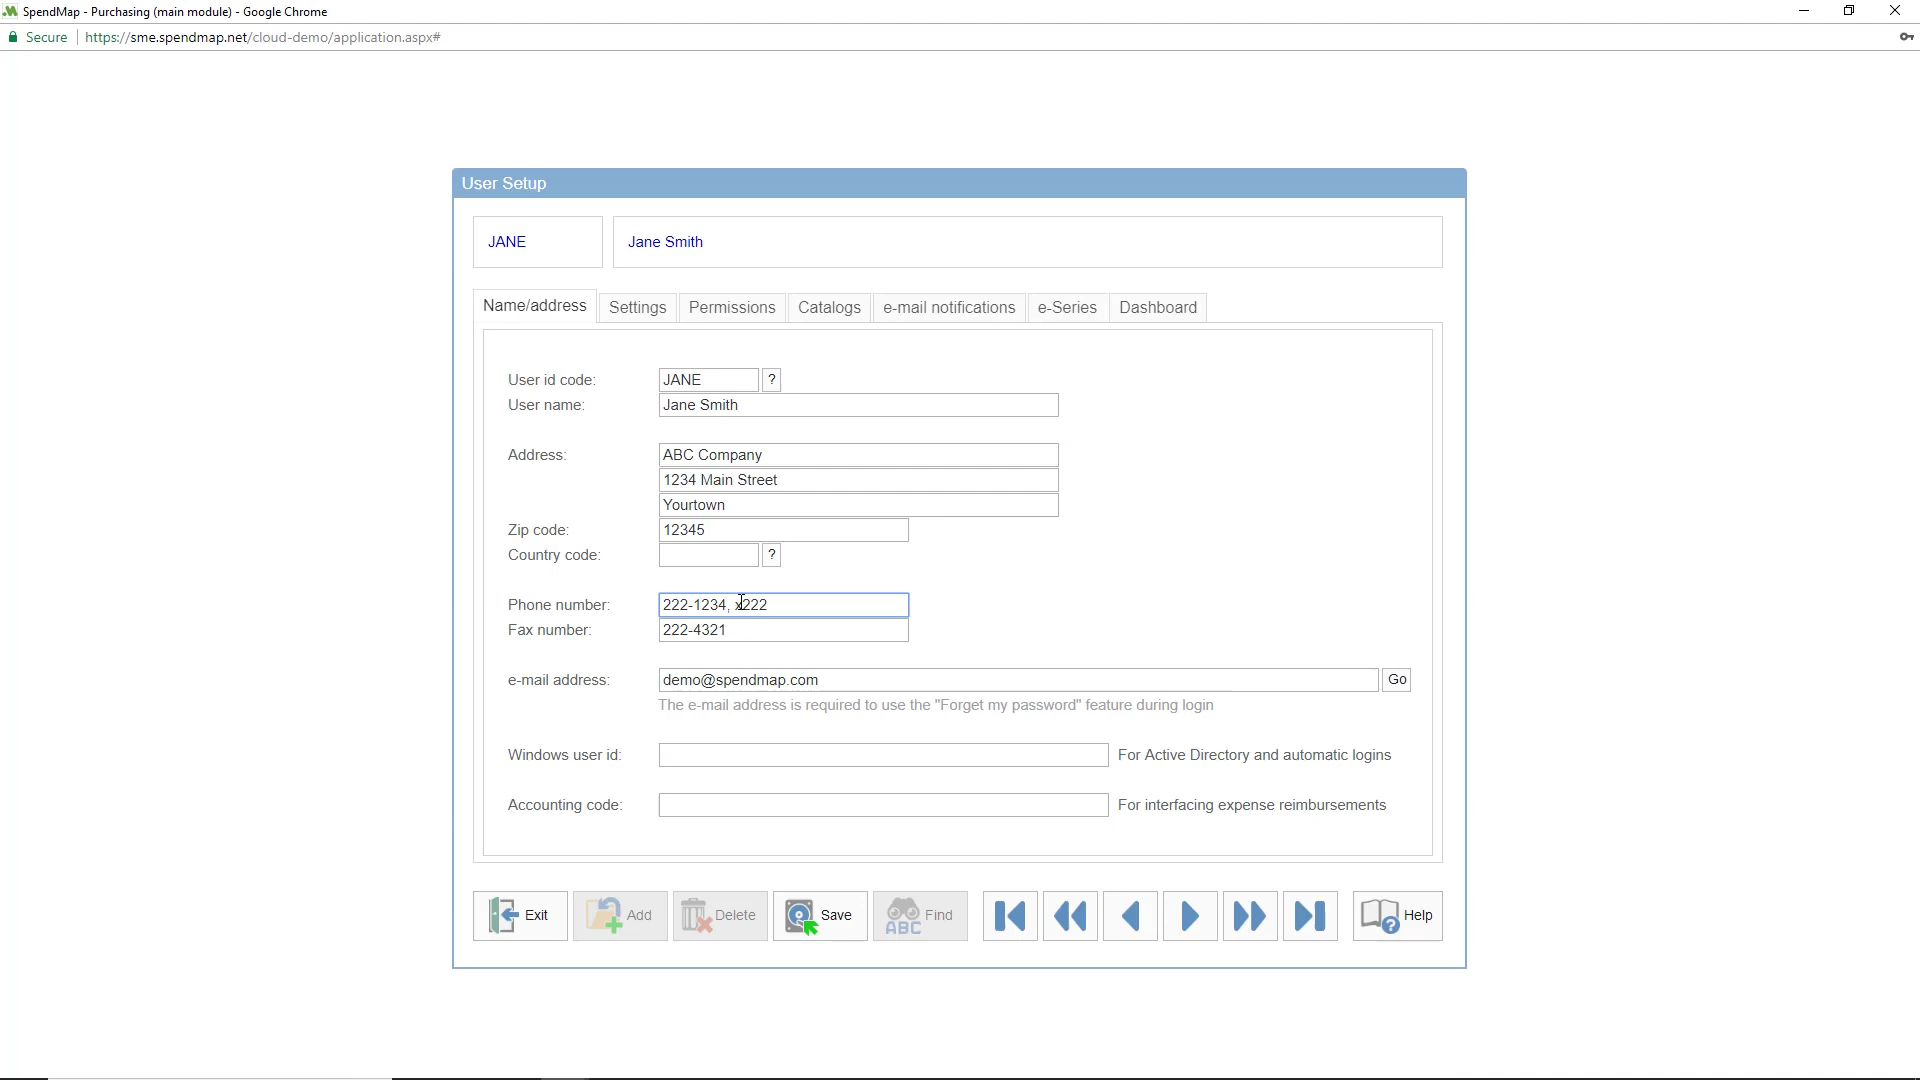 SpendMap - Purchasing (main module) - Google Chrome
Secure https://sme.spendmap.net/cloud-demo/application.aspx#
User Setup
JANE Jane Smith
Name/address Settings Permissions Catalogs e-mail notifications e-Series Dashboard
User id code: JANE ?
User name: Jane Smith
Address: ABC Company
1234 Main Street
Yourtown
Zip code: 12345
Country code: ?
Phone number: 222-1234, x222
Fax number: 222-4321
e-mail address: demo@spendmap.com Go
The e-mail address is required to use the "Forget my password" feature during login
Windows user id: For Active Directory and automatic logins
Accounting code: For interfacing expense reimbursements
Exit Add Delete Save ABC Find ? Help